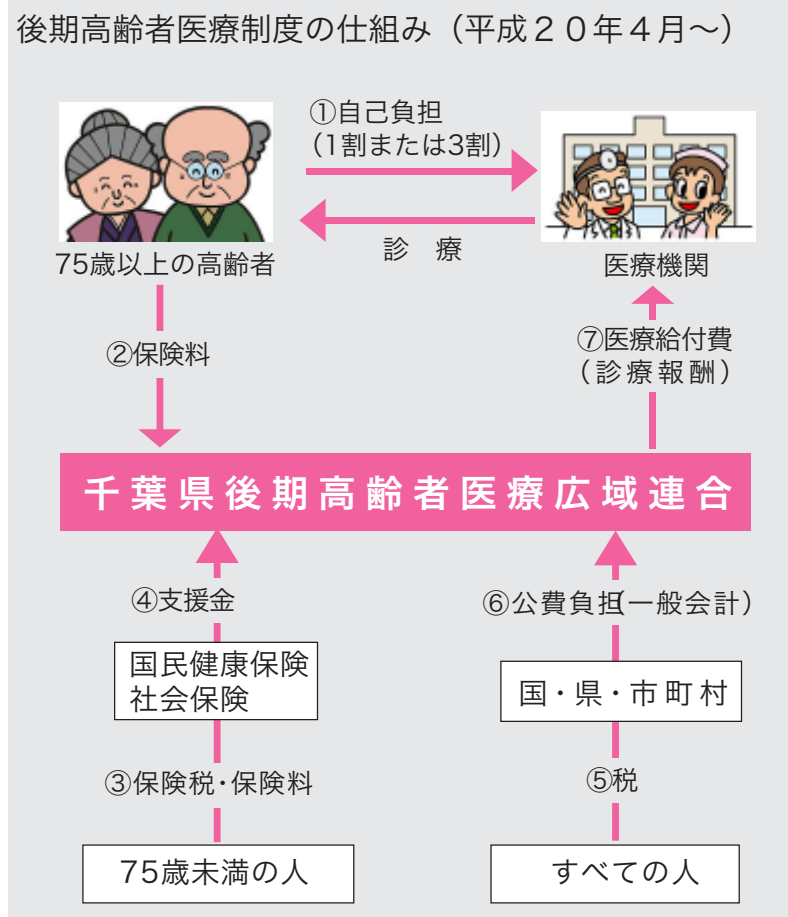 後期高齢者医療制度の仕組み（平成２０年４月～）
①自己負担
（1割または3割）
診　療
75歳以上の高齢者
医療機関
②保険料
⑦医療給付費
（診療報酬）
千葉県後期高齢者医療広域連合
④支援金
⑥公費負担（一般会計）
国民健康保険
社会保険
国・県・市町村
③保険税・保険料
⑤税
75歳未満の人
すべての人